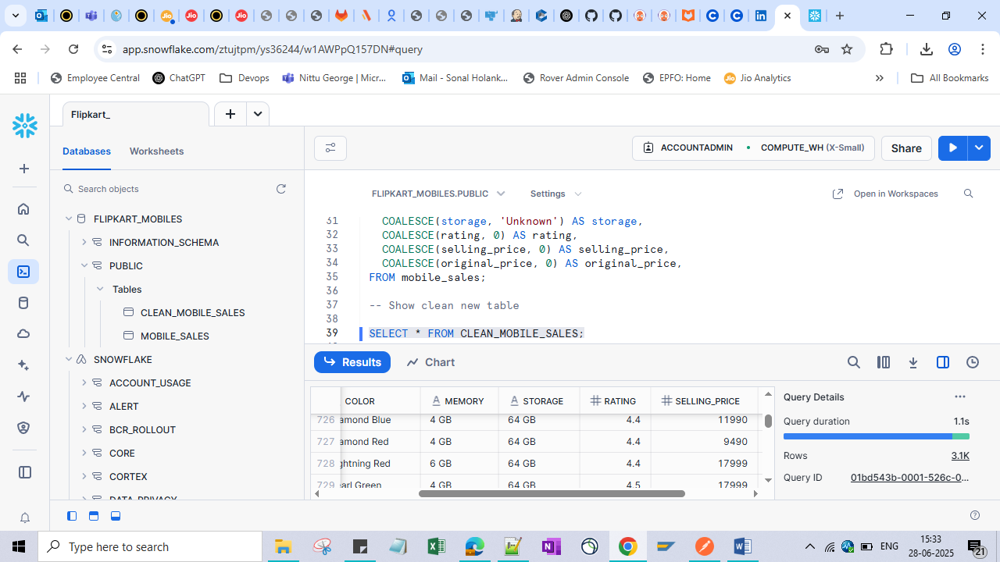 app.snowflake.com/ztujtpm/ys36244/w1AWPpQ157DN#query
Employee Central
ChatGPT
Devops
Nittu George | Micr...
Mail - Sonal Holank...
Rover Admin Console
EPFO: Home
Jio Analytics
All Bookmarks
Flipkart_
Databases
Worksheets
ACCOUNTADMIN
COMPUTE_WH (X-Small)
Share
Search objects
FLIPKART_MOBILES
INFORMATION_SCHEMA
PUBLIC
Tables
CLEAN_MOBILE_SALES
MOBILE_SALES
SNOWFLAKE
ACCOUNT_USAGE
ALERT
BCR_ROLLOUT
CORE
CORTEX
DATA_PRIVACY
FLIPKART_MOBILES.PUBLIC
Settings
Open in Workspaces
31 COALESCE(storage, 'Unknown') AS storage,
32 COALESCE(rating, 0) AS rating,
33 COALESCE(selling_price, 0) AS selling_price,
34 COALESCE(original_price, 0) AS original_price,
35 FROM mobile_sales;
36
37 -- Show clean new table
38
39 SELECT * FROM CLEAN_MOBILE_SALES;
Results
Chart
COLOR MEMORY STORAGE RATING SELLING_PRICE
726 amond Blue 4 GB 64 GB 4.4 11990
727 amond Red 4 GB 64 GB 4.4 9490
728 ghtning Red 6 GB 64 GB 4.4 17999
729 earl Green 4 GB 64 GB 4.5 17999
Query Details
Query duration 1.1s
Rows 3.1K
Query ID 01bd543b-0001-526c-0...
Type here to search
ENG
15:33
28-06-2025
21